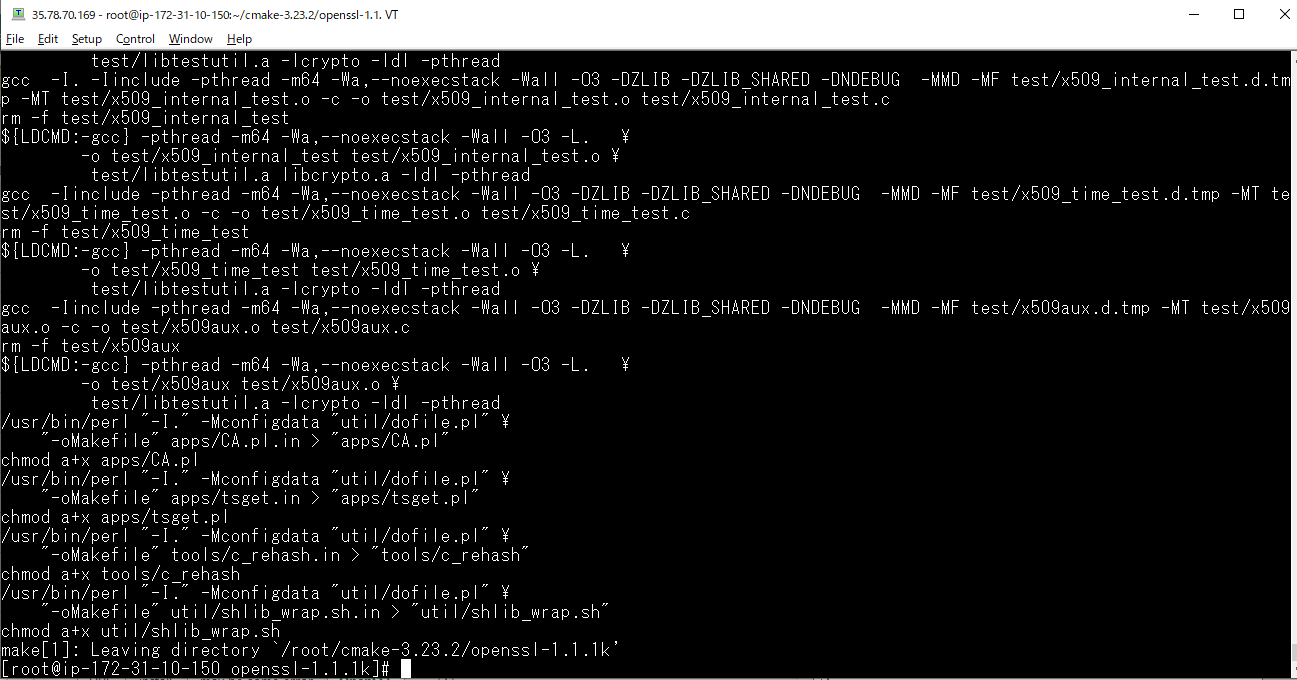 35.78.70.169 - root@ip-172-31-10-150:~/cmake-3.23.2/openssl-1.1. VT
File Edit Setup Control Window Help
test/libtestutil.a -lcrypto -ldl -pthread
gcc  -I. -Iinclude -pthread -m64 -Wa,--noexecstack -Wall -O3 -DZLIB -DZLIB_SHARED -DNDEBUG  -MMD -MF test/x509_internal_test.d.tm
p -MT test/x509_internal_test.o -c -o test/x509_internal_test.o test/x509_internal_test.c
rm -f test/x509_internal_test
${LDCMD:-gcc} -pthread -m64 -Wa,--noexecstack -Wall -O3 -L.   ¥
        -o test/x509_internal_test test/x509_internal_test.o ¥
         test/libtestutil.a libcrypto.a -ldl -pthread
gcc  -Iinclude -pthread -m64 -Wa,--noexecstack -Wall -O3 -DZLIB -DZLIB_SHARED -DNDEBUG  -MMD -MF test/x509_time_test.d.tmp -MT te
st/x509_time_test.o -c -o test/x509_time_test.o test/x509_time_test.c
rm -f test/x509_time_test
${LDCMD:-gcc} -pthread -m64 -Wa,--noexecstack -Wall -O3 -L.   ¥
        -o test/x509_time_test test/x509_time_test.o ¥
         test/libtestutil.a -lcrypto -ldl -pthread
gcc  -Iinclude -pthread -m64 -Wa,--noexecstack -Wall -O3 -DZLIB -DZLIB_SHARED -DNDEBUG  -MMD -MF test/x509aux.d.tmp -MT test/x509
aux.o -c -o test/x509aux.o test/x509aux.c
rm -f test/x509aux
${LDCMD:-gcc} -pthread -m64 -Wa,--noexecstack -Wall -O3 -L.   ¥
        -o test/x509aux test/x509aux.o ¥
         test/libtestutil.a -lcrypto -ldl -pthread
/usr/bin/perl "-I." -Mconfigdata "util/dofile.pl" ¥
    "-oMakefile" apps/CA.pl.in > "apps/CA.pl"
chmod a+x apps/CA.pl
/usr/bin/perl "-I." -Mconfigdata "util/dofile.pl" ¥
    "-oMakefile" apps/tsget.in > "apps/tsget.pl"
chmod a+x apps/tsget.pl
/usr/bin/perl "-I." -Mconfigdata "util/dofile.pl" ¥
    "-oMakefile" tools/c_rehash.in > "tools/c_rehash"
chmod a+x tools/c_rehash
/usr/bin/perl "-I." -Mconfigdata "util/dofile.pl" ¥
    "-oMakefile" util/shlib_wrap.sh.in > "util/shlib_wrap.sh"
chmod a+x util/shlib_wrap.sh
make[1]: Leaving directory `/root/cmake-3.23.2/openssl-1.1.1k'
[root@ip-172-31-10-150 openssl-1.1.1k]#